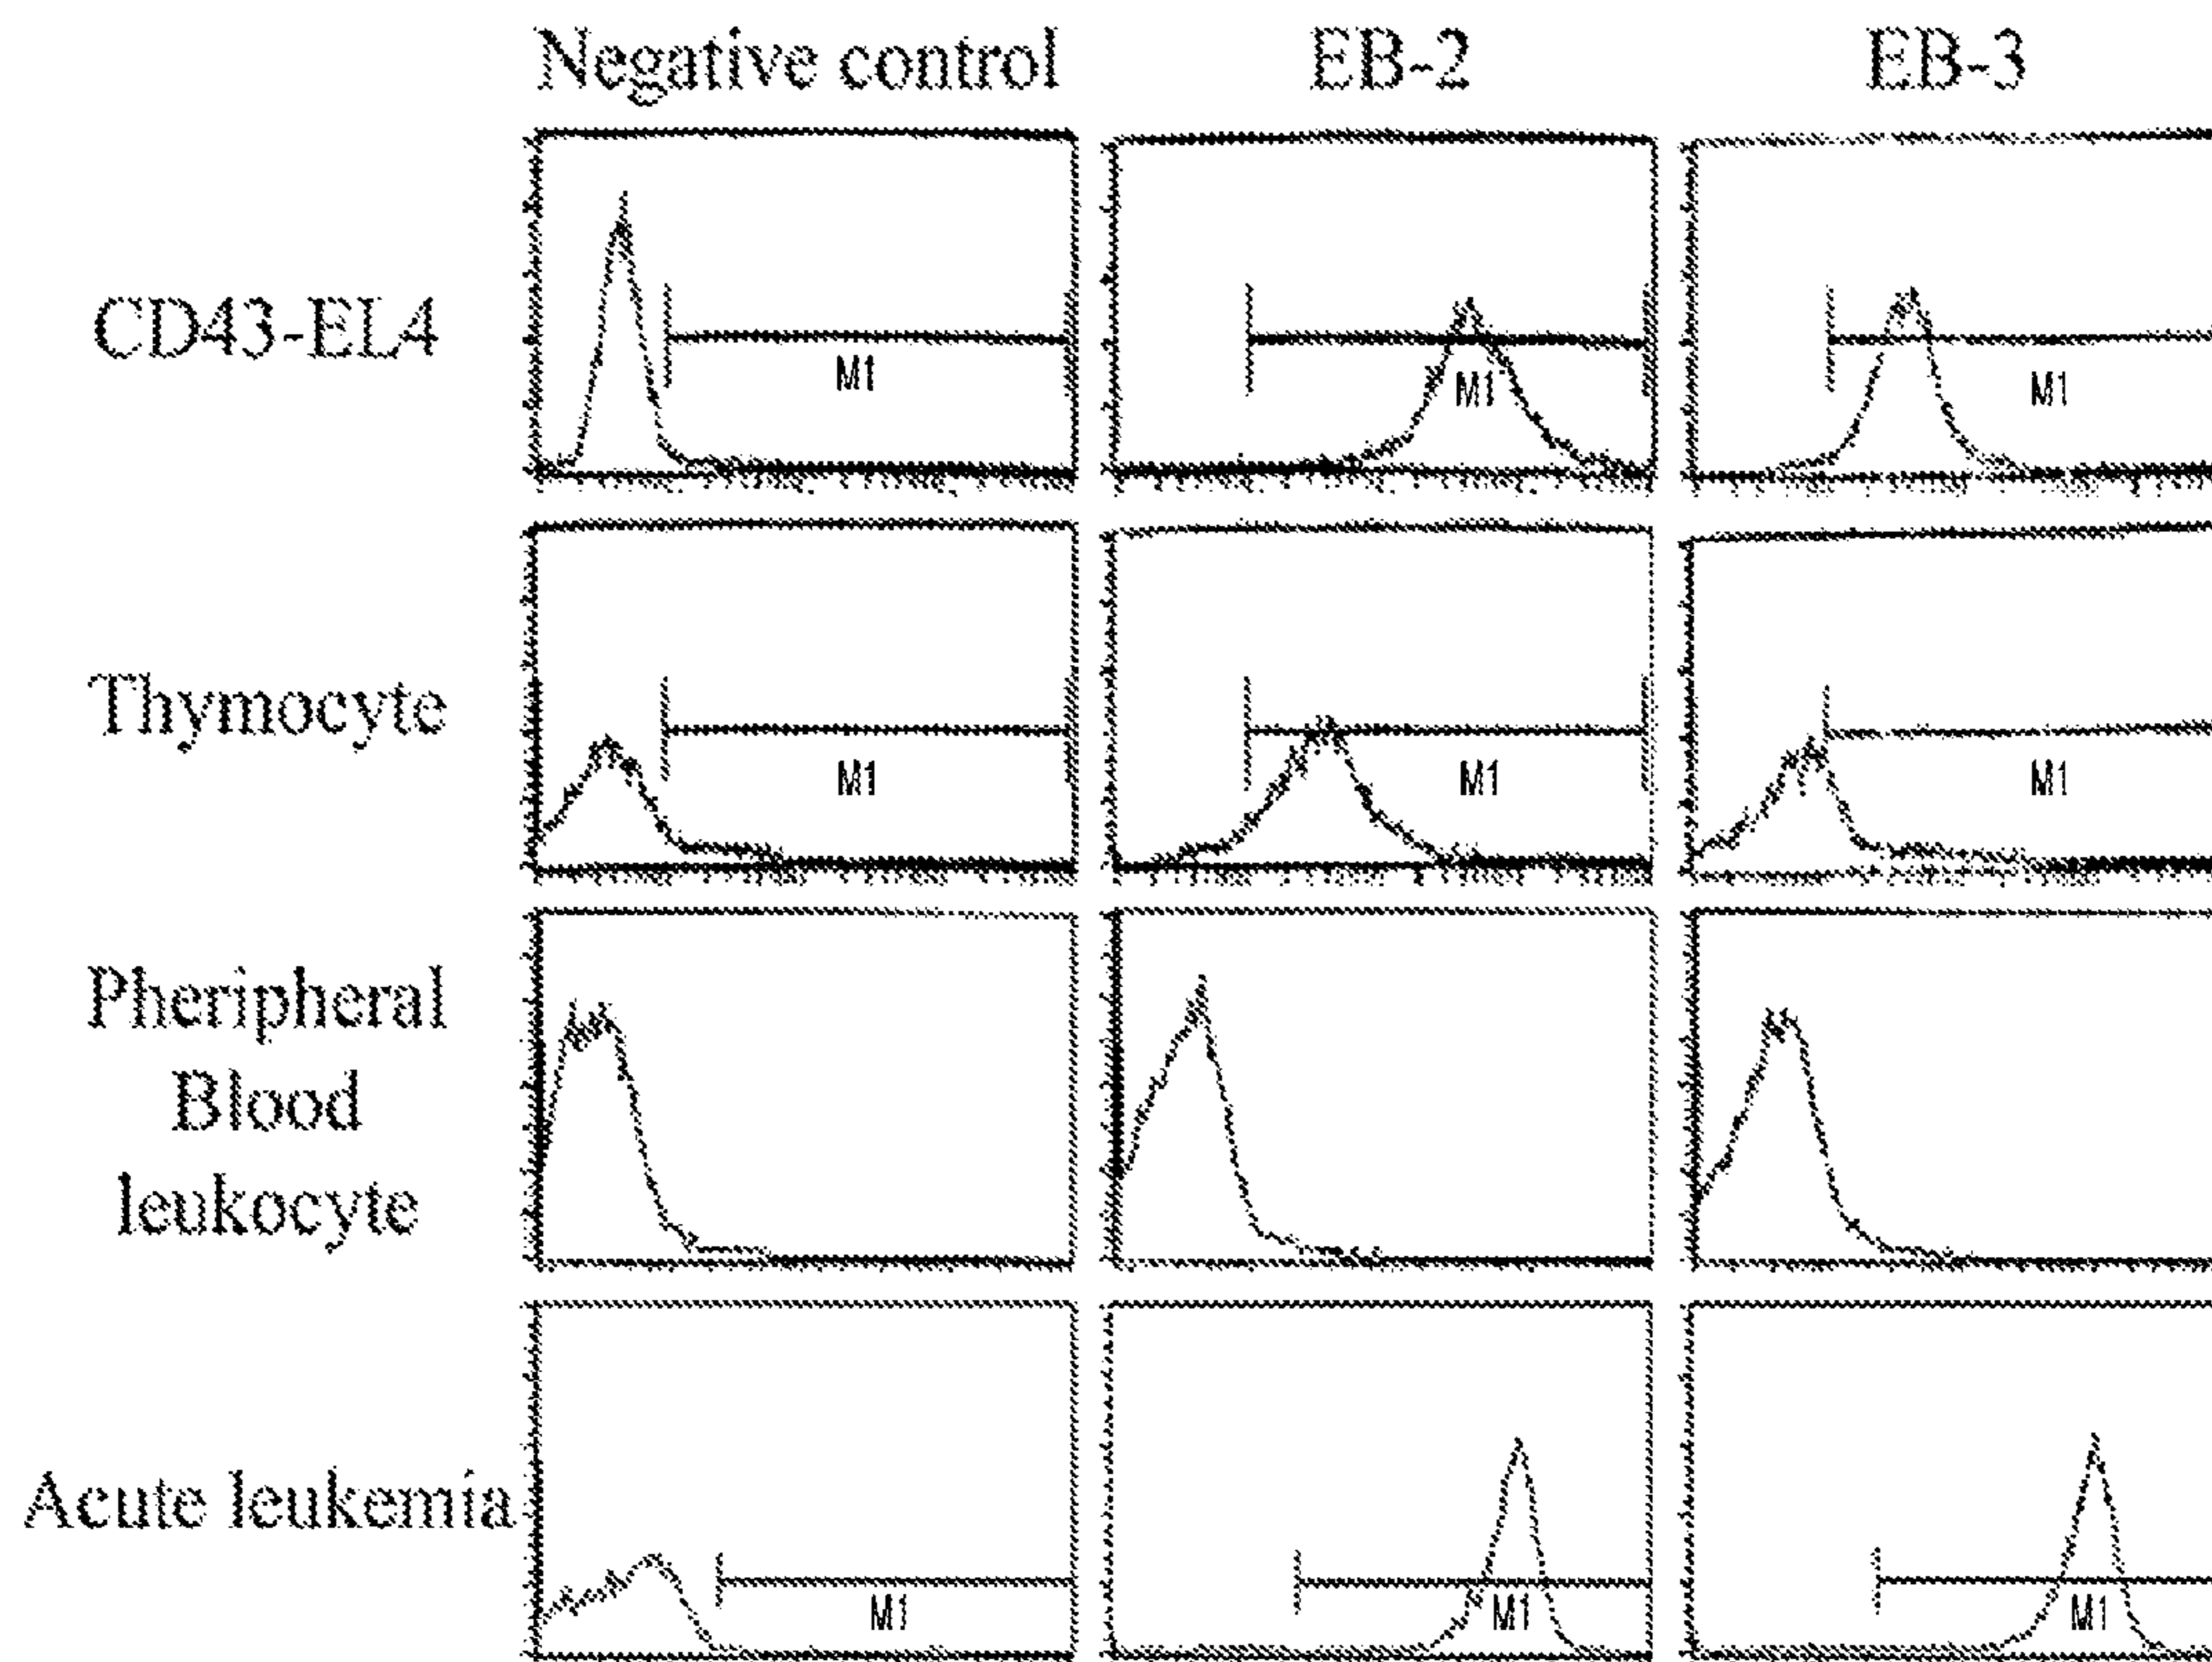 Negative control EB-2 EB-3
CD43-EL4
M1 M1 M1
Thymocyte
M1 M1 M1
Pheripheral
Blood
leukocyte
Acute leukemia
M1 M1 M1